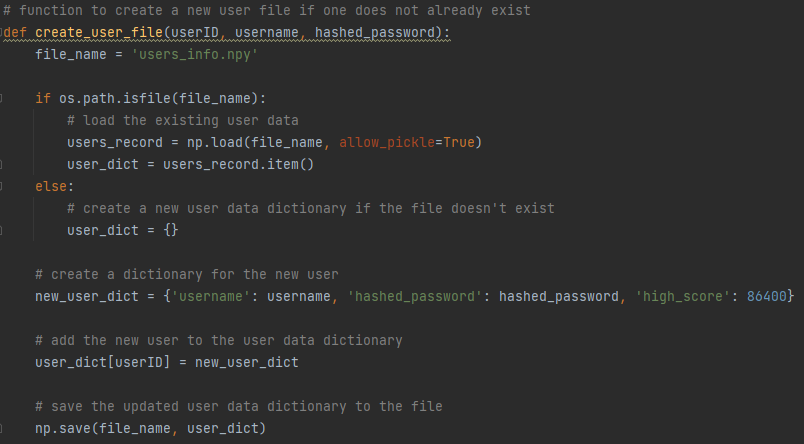 # function to create a new user file if one does not already exist
def create_user_file(userID, username, hashed_password):
    file_name = 'users_info.npy'

    if os.path.isfile(file_name):
        # load the existing user data
        users_record = np.load(file_name, allow_pickle=True)
        user_dict = users_record.item()
    else:
        # create a new user data dictionary if the file doesn't exist
        user_dict = {}

    # create a dictionary for the new user
    new_user_dict = {'username': username, 'hashed_password': hashed_password, 'high_score': 86400}

    # add the new user to the user data dictionary
    user_dict[userID] = new_user_dict

    # save the updated user data dictionary to the file
    np.save(file_name, user_dict)